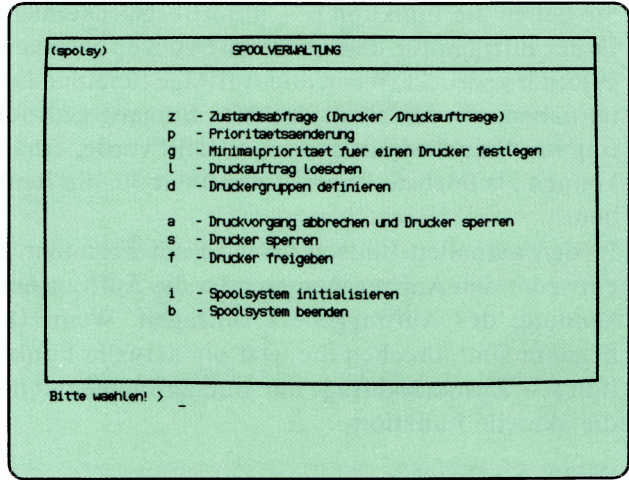 (spolsy) SPOOLVERWALTUNG
z - Zustandsabfrage (Drucker /Druckauftraege)
p - Prioritaetsaenderung
g - Minimalprioritaet fuer einen Drucker festlegen
l - Druckauftrag loeschen
d - Druckergruppen definieren
a - Druckvorgang abbrechen und Drucker sperren
s - Drucker sperren
f - Drucker freigeben
i - Spoolsystem initialisieren
b - Spoolsystem beenden
Bitte waehlen! > _